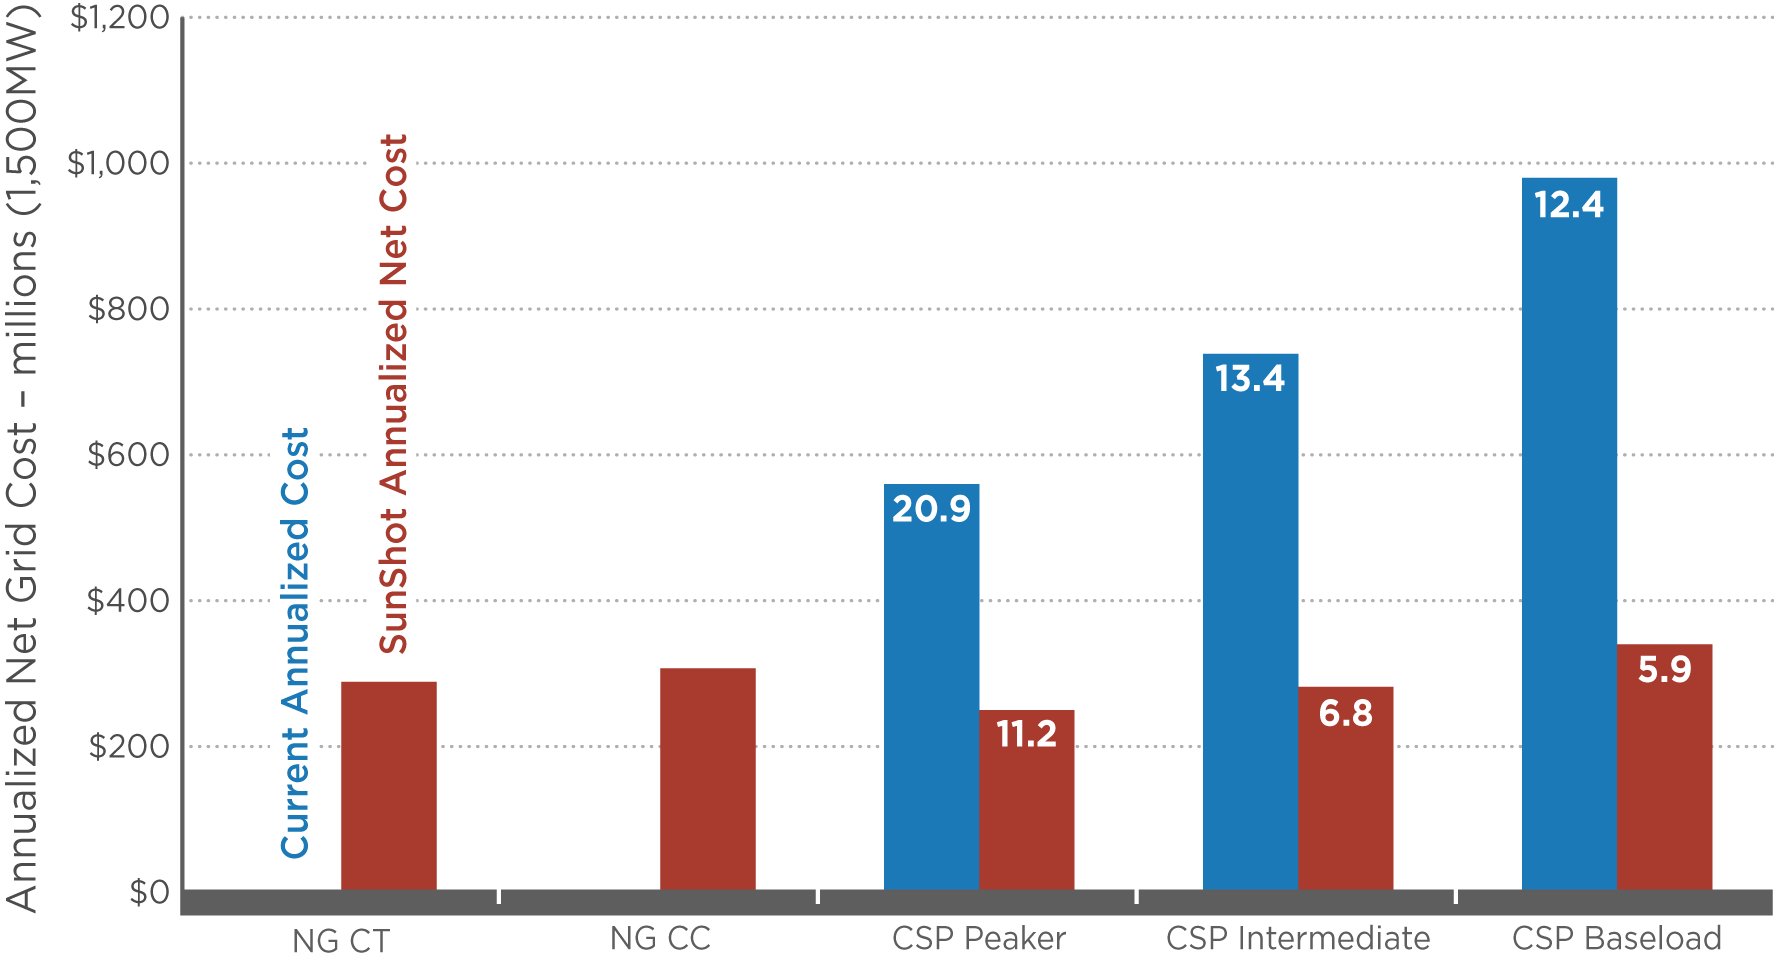 Annualized Net Grid Cost – millions (1,500MW)
$1,200
$1,000
$800
$600
$400
$200
$0
Current Annualized Cost
SunShot Annualized Net Cost
20.9
11.2
13.4
6.8
12.4
5.9
NG CT
NG CC
CSP Peaker
CSP Intermediate
CSP Baseload